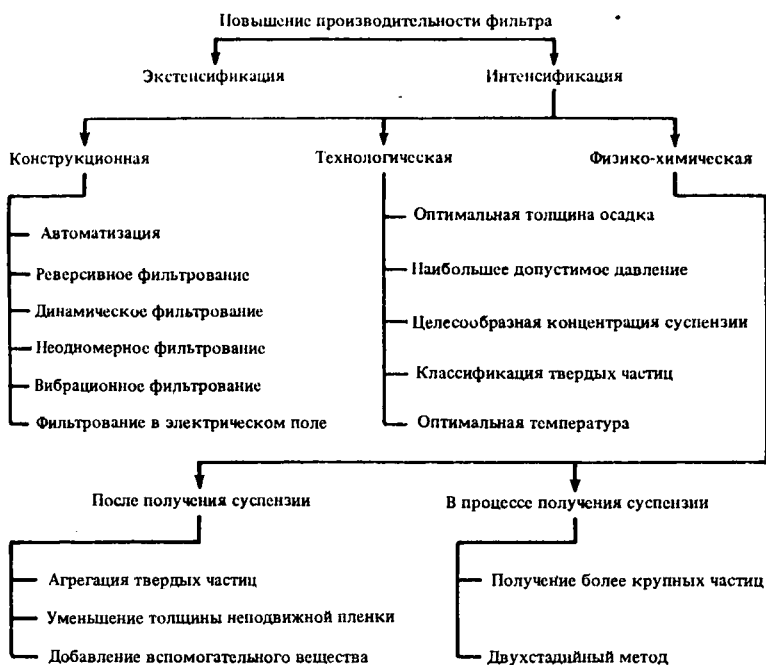 Повышение производительности фильтра
Экстенсификация
Интенсификация
Конструкционная
Технологическая
Физико-химическая
Автоматизация
Реверсивное фильтрование
Динамическое фильтрование
Неодномерное фильтрование
Вибрационное фильтрование
Фильтрование в электрическом поле
Оптимальная толщина осадка
Наибольшее допустимое давление
Целесообразная концентрация суспензии
Классификация твердых частиц
Оптимальная температура
После получения суспензии
В процессе получения суспензии
Агрегация твердых частиц
Уменьшение толщины неподвижной пленки
Добавление вспомогательного вещества
Получение более крупных частиц
Двухстадийный метод